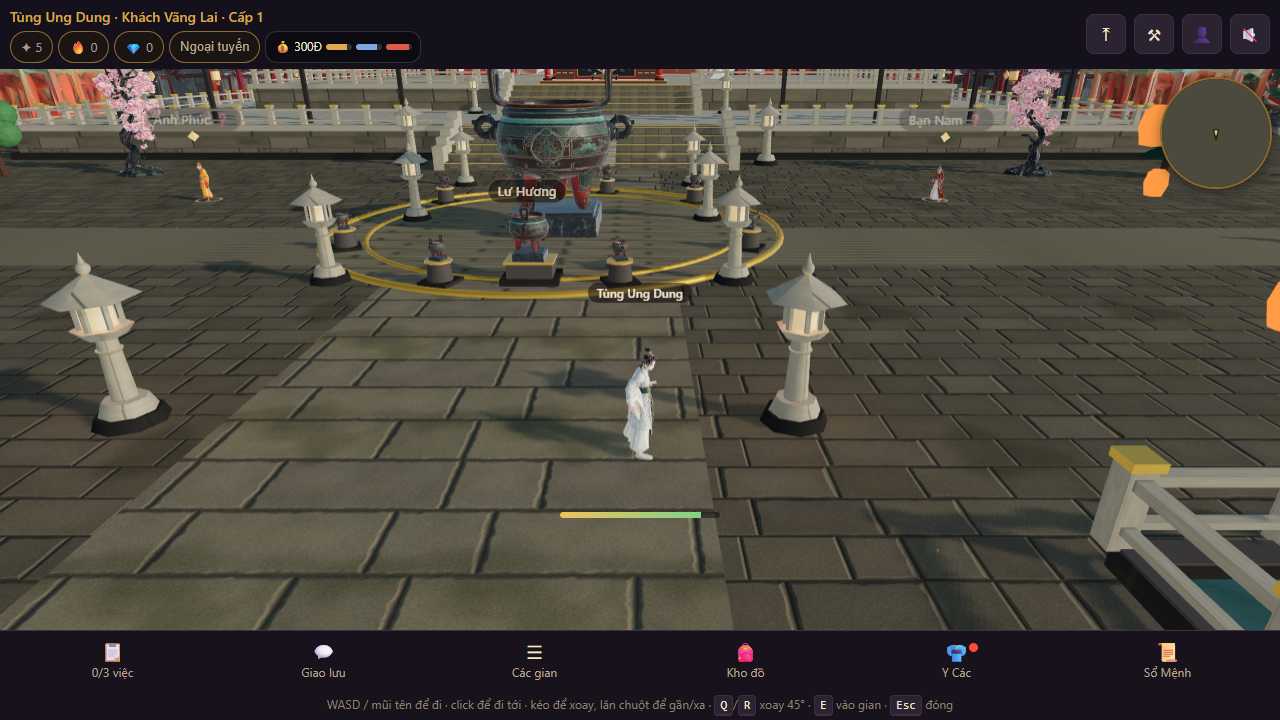 Tùng Ung Dung · Khách Vãng Lai · Cấp 1
5
0
0
Ngoại tuyến
300Đ
Anh Phúc
Bạn Nam
Lư Hương
Tùng Ung Dung
0/3 việc
Giao lưu
Các gian
Kho đồ
Y Các
Sổ Mệnh
WASD / mũi tên để đi · click để đi tới · kéo để xoay, lăn chuột để gần/xa · Q / R xoay 45° · E vào gian · Esc đóng